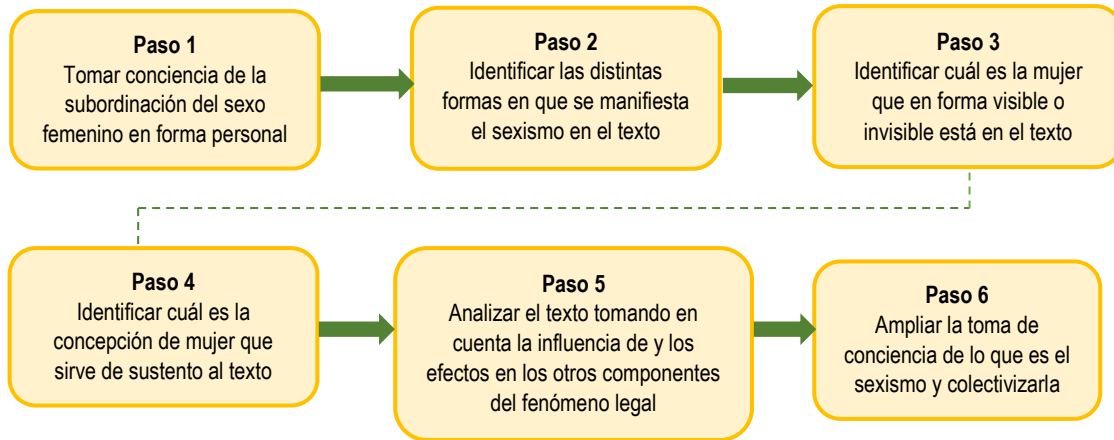 Paso 1
Tomar conciencia de la
subordinación del sexo
femenino en forma personal
Paso 2
Identificar las distintas
formas en que se manifiesta
el sexismo en el texto
Paso 3
Identificar cuál es la mujer
que en forma visible o
invisible está en el texto
Paso 4
Identificar cuál es la
concepción de mujer que
sirve de sustento al texto
Paso 5
Analizar el texto tomando en
cuenta la influencia de y los
efectos en los otros componentes
del fenómeno legal
Paso 6
Ampliar la toma de
conciencia de lo que es el
sexismo y colectivizarla